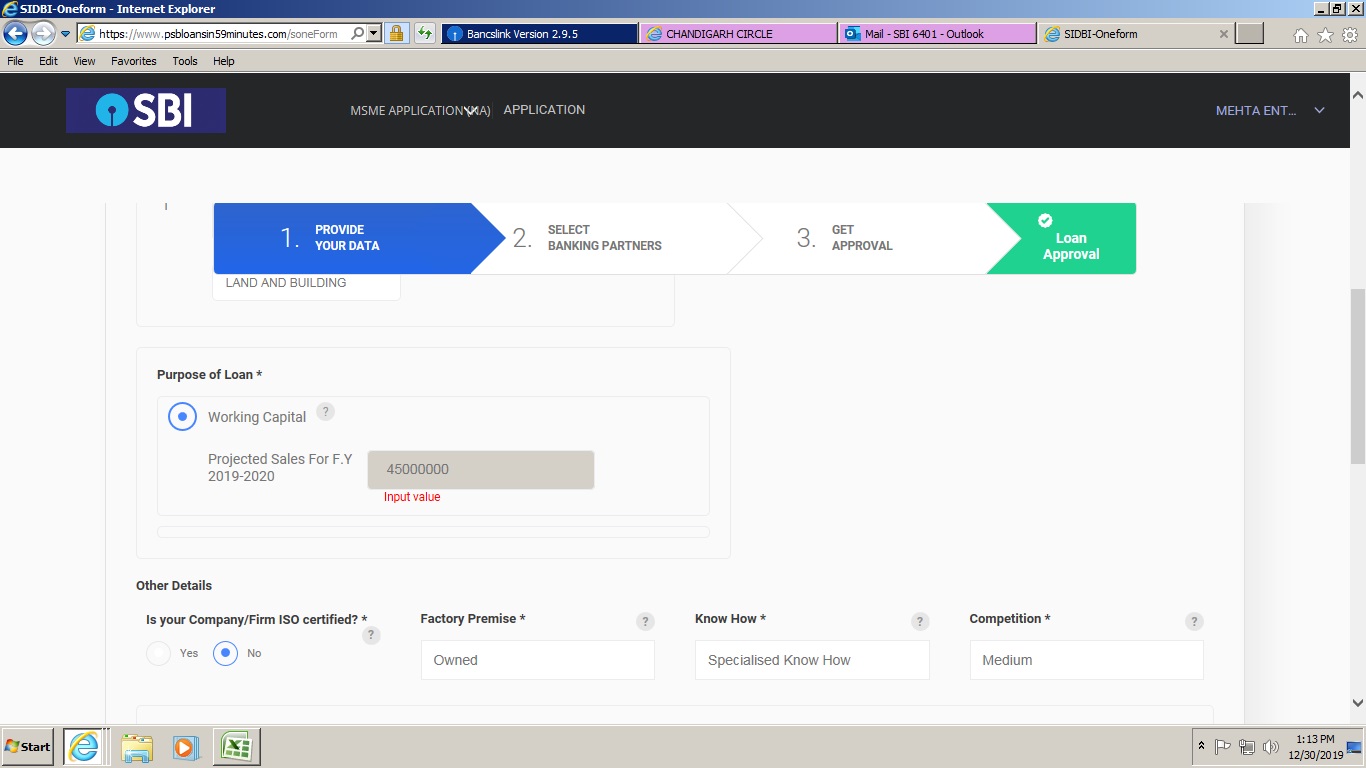 SIDBI-Oneform - Internet Explorer
https://www.psbloansin59minutes.com/soneForm
Bancslink Version 2.9.5
CHANDIGARH CIRCLE
Mail - SBI 6401 - Outlook
SIDBI-Oneform
File Edit View Favorites Tools Help
SBI
MSME APPLICATION (NA)
APPLICATION
MEHTA ENT...
1. PROVIDE
YOUR DATA
2. SELECT
BANKING PARTNERS
3. GET
APPROVAL
Loan
Approval
LAND AND BUILDING
Purpose of Loan *
Working Capital ?
Projected Sales For F.Y
2019-2020
45000000
Input value
Other Details
Is your Company/Firm ISO certified? * ?
Yes No
Factory Premise * ?
Owned
Know How * ?
Specialised Know How
Competition * ?
Medium
Start
1:13 PM
12/30/2019